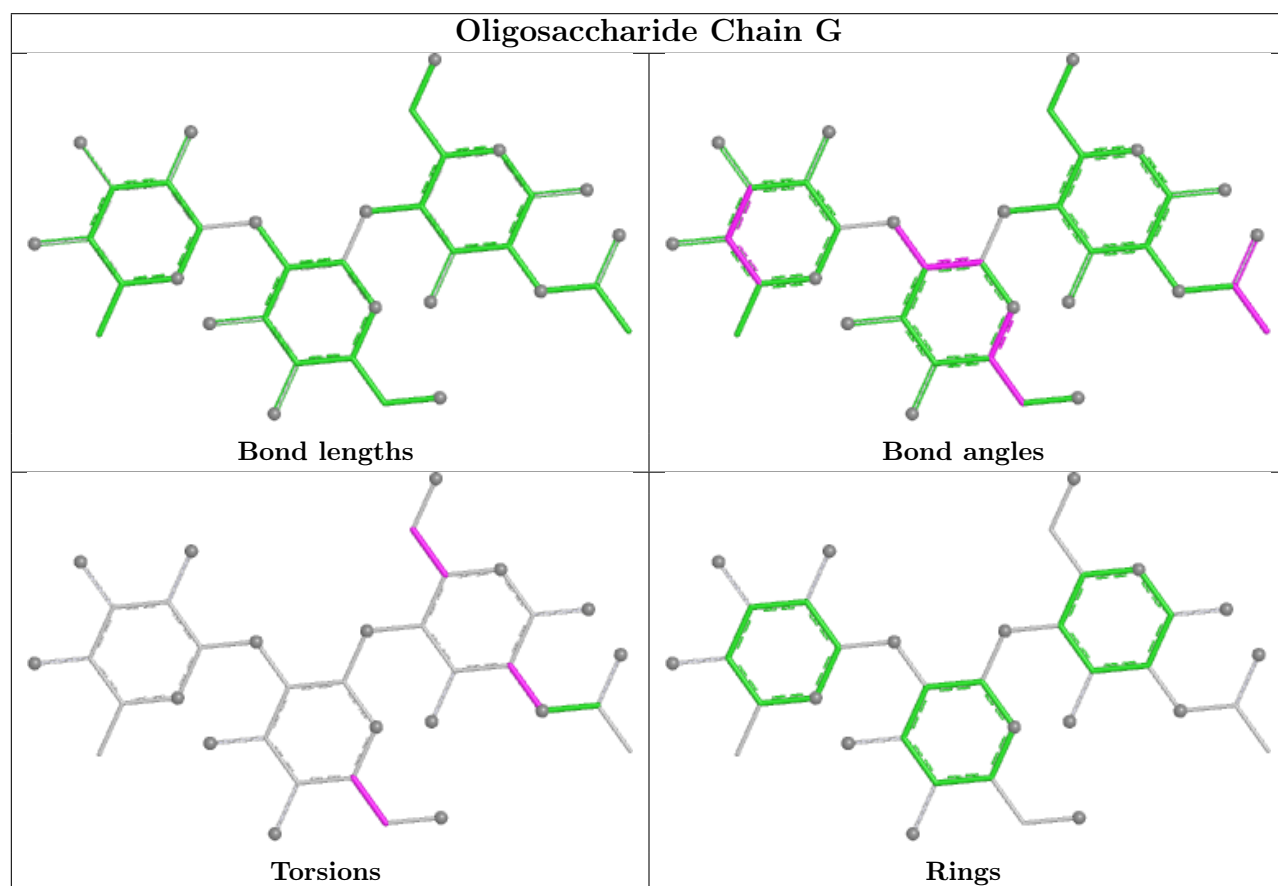 Oligosaccharide Chain G
Bond lengths
Bond angles
Torsions
Rings